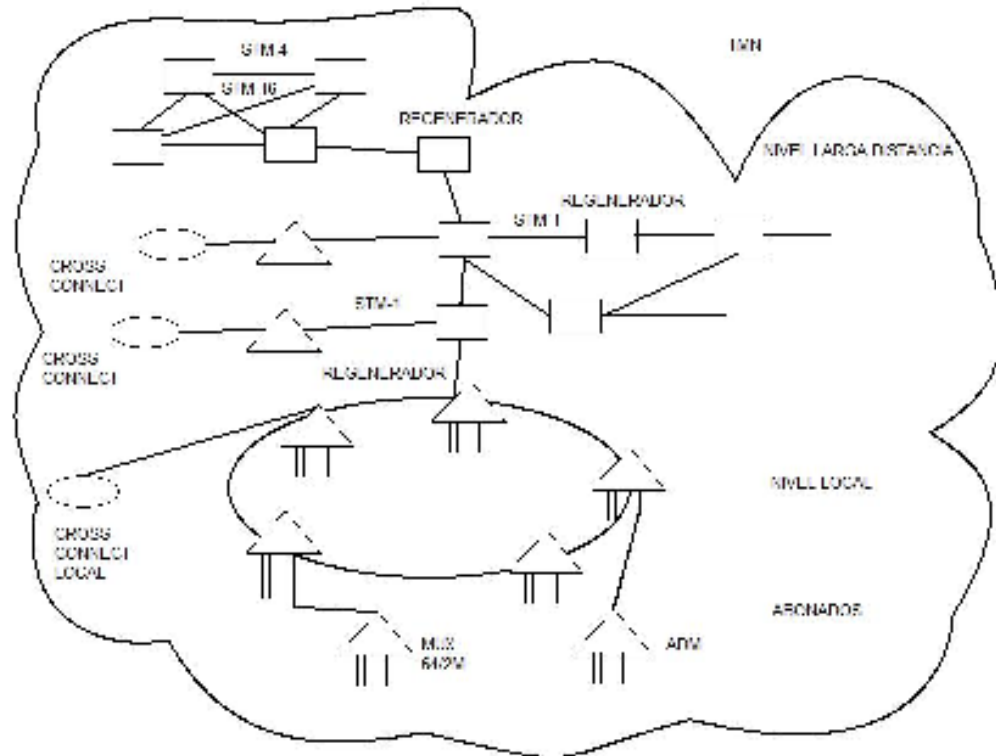 STM-4
TMN
STM-16
REGENERADOR
NIVEL LARGA DISTANCIA
REGENERADOR
STM-1
CROSS
CONNECT
STM-1
CROSS
CONNECT
REGENERADOR
NIVEL LOCAL
CROSS
CONNECT
LOCAL
ABONADOS
MUX
64/2M
ADM